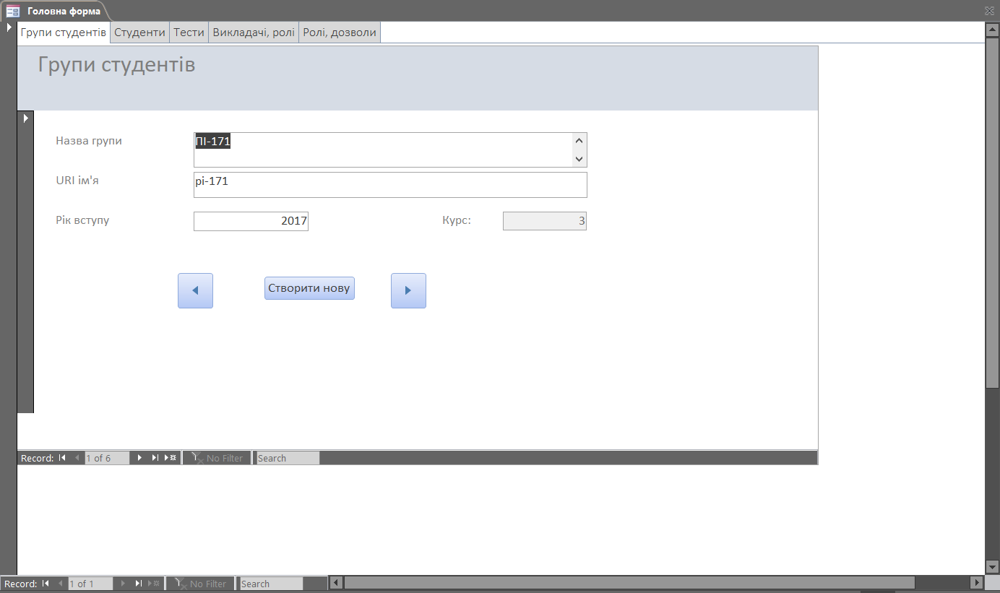 Головна форма
Групи студентів Студенти Тести Викладачі, ролі Ролі, дозволи
Групи студентів
Назва групи ПІ-171
URI ім'я pi-171
Рік вступу 2017 Курс: 3
Створити нову
Record: 1 of 6 No Filter Search
Record: 1 of 1 No Filter Search